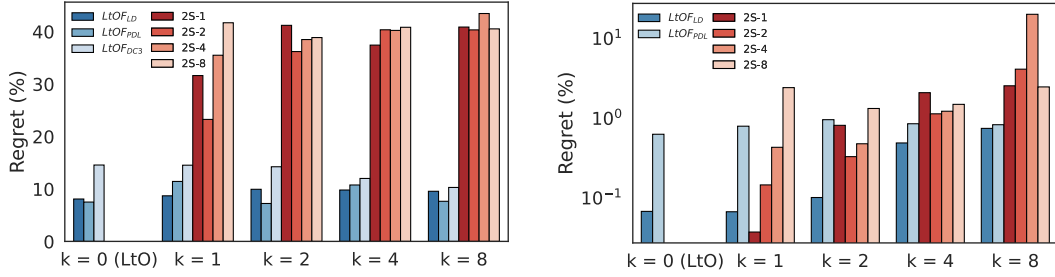 Regret (%)
40
30
20
10
0
LtOF_LD
LtOF_PDL
LtOF_DC3
2S-1
2S-2
2S-4
2S-8
k = 0 (LtO)
k = 1
k = 2
k = 4
k = 8
Regret (%)
10^1
10^0
10^−1
LtOF_LD
LtOF_PDL
2S-1
2S-2
2S-4
2S-8
k = 0 (LtO)
k = 1
k = 2
k = 4
k = 8